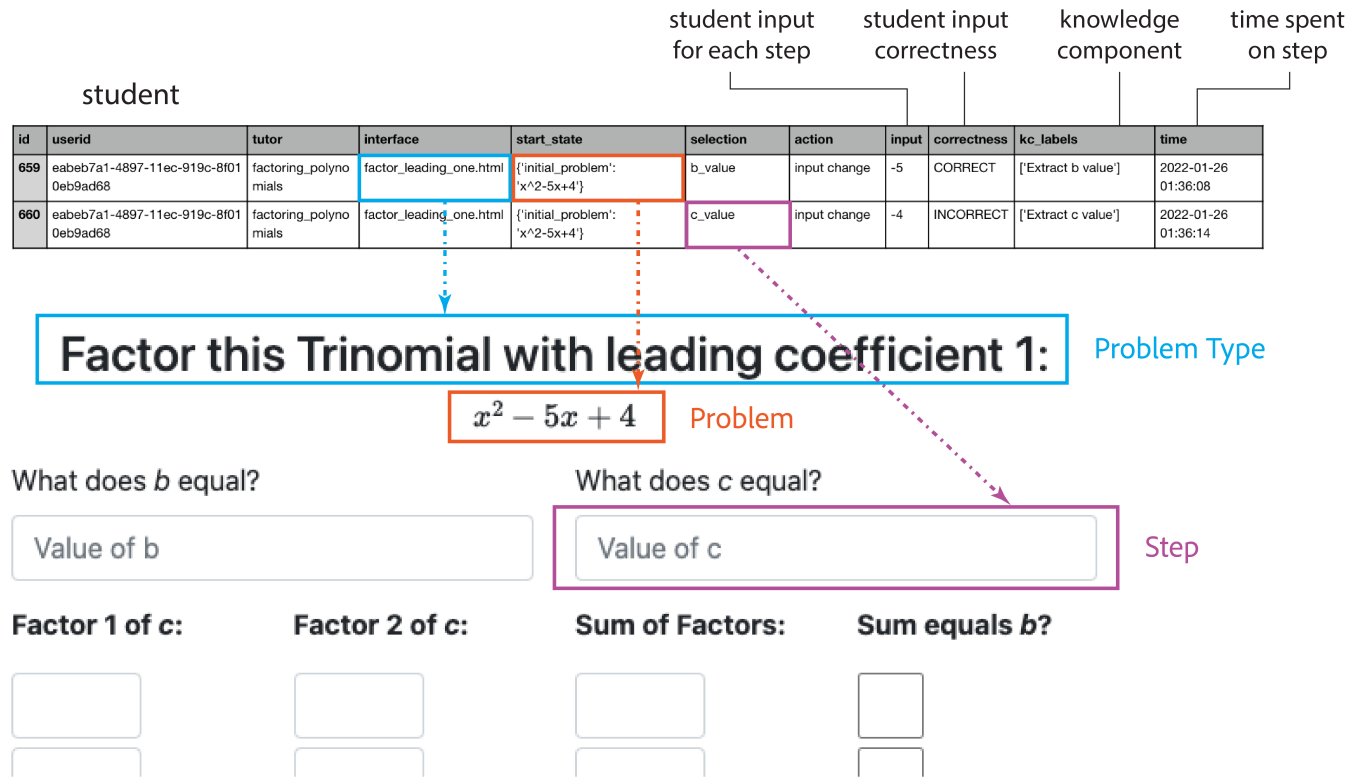 student input for each step
student input correctness
knowledge component
time spent on step
student
id userid tutor interface start_state selection action input correctness kc_labels time
659 eabeb7a1-4897-11ec-919c-8f01 0eb9ad68 factoring_polyno mials factor_leading_one.html {'initial_problem': 'x^2-5x+4'} b_value input change -5 CORRECT ['Extract b value'] 2022-01-26 01:36:08
660 eabeb7a1-4897-11ec-919c-8f01 0eb9ad68 factoring_polyno mials factor_leading_one.html {'initial_problem': 'x^2-5x+4'} c_value input change -4 INCORRECT ['Extract c value'] 2022-01-26 01:36:14
Factor this Trinomial with leading coefficient 1:
Problem Type
x² − 5x + 4
Problem
What does b equal?
What does c equal?
Value of b
Value of c
Step
Factor 1 of c:
Factor 2 of c:
Sum of Factors:
Sum equals b?